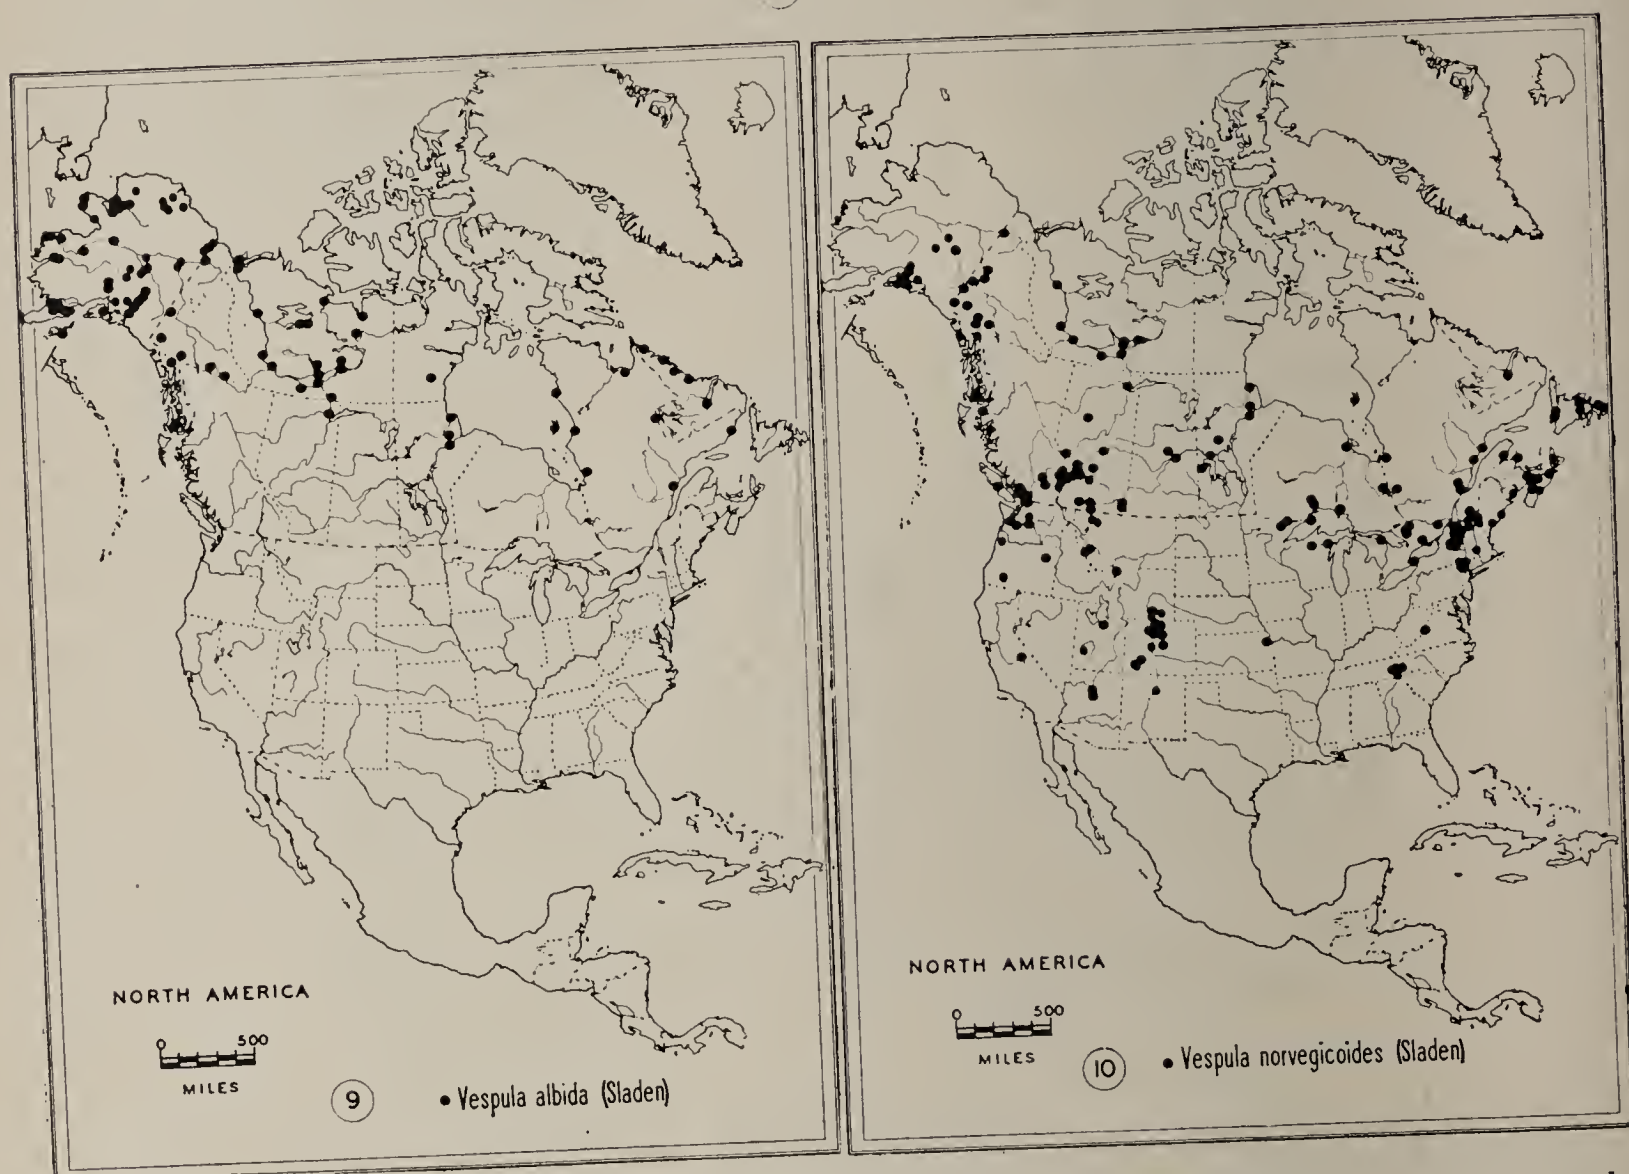 NORTH AMERICA
0 500
MILES
9
• Vespula albida (Sladen)
NORTH AMERICA
0 500
MILES
10
• Vespula norvegicoides (Sladen)